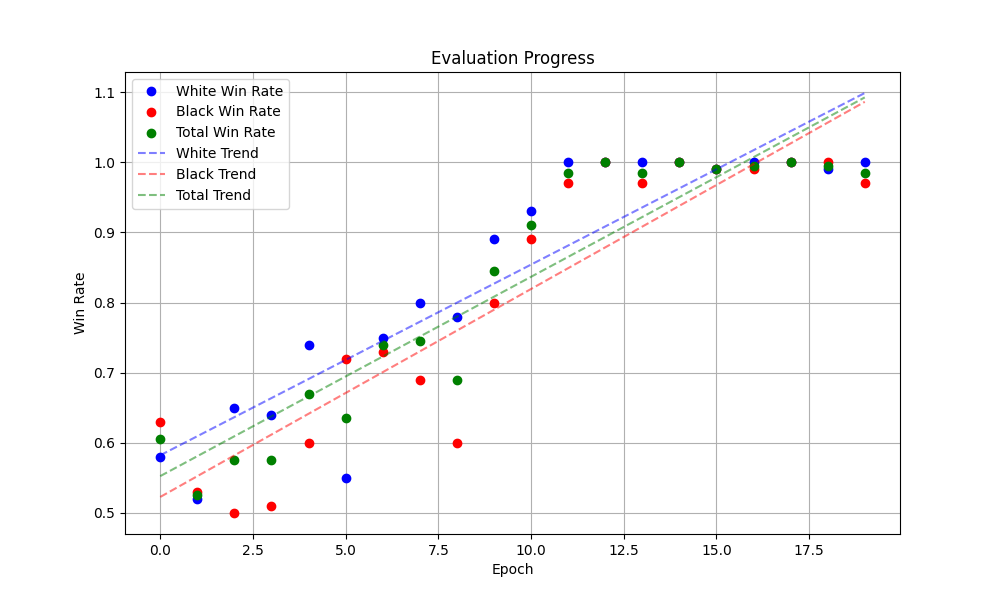 Evaluation Progress
White Win Rate
Black Win Rate
Total Win Rate
White Trend
Black Trend
Total Trend
Win Rate
1.1
1.0
0.9
0.8
0.7
0.6
0.5
0.0 2.5 5.0 7.5 10.0 12.5 15.0 17.5
Epoch